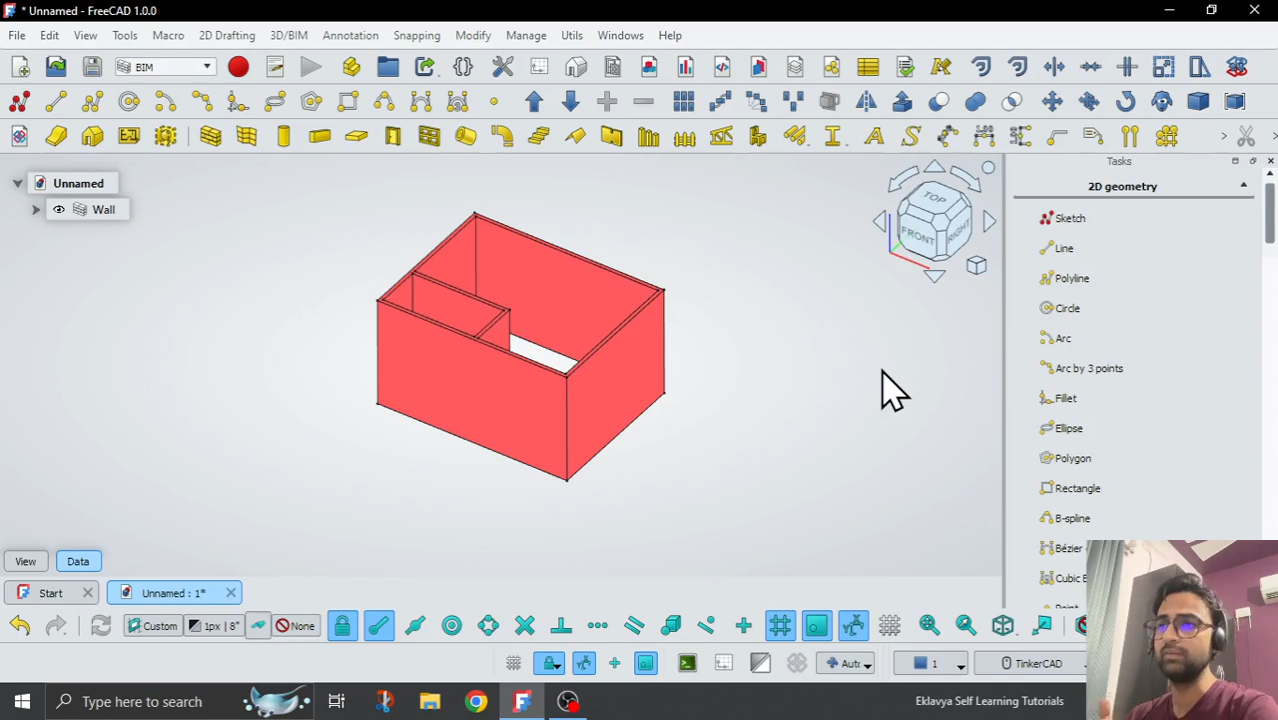 * Unnamed - FreeCAD 1.0.0
File Edit View Tools Macro 2D Drafting 3D/BIM Annotation Snapping Modify Manage Utils Windows Help
BIM
Tasks
Unnamed
Wall
2D geometry
TOP
FRONT
RIGHT
Sketch
Line
Polyline
Circle
Arc
Arc by 3 points
Fillet
Ellipse
Polygon
Rectangle
B-spline
Bézier
Cubic B
View Data
Start
Unnamed : 1*
Custom 1px | 8" None
Auto 1 TinkerCAD
Type here to search
Eklavya Self Learning Tutorials